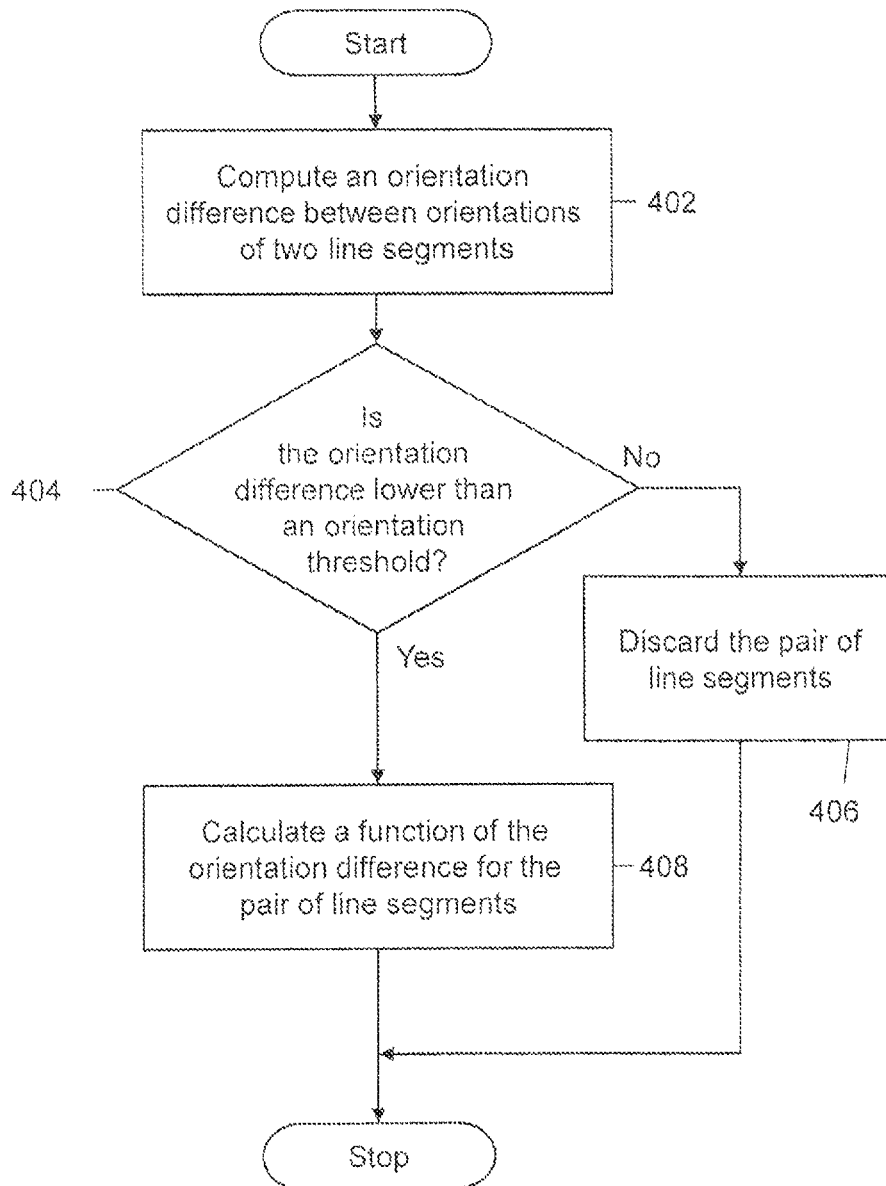 Start
Compute an orientation
difference between orientations
of two line segments
402
Is
the orientation
difference lower than
an orientation
threshold?
404
No
Yes
Discard the pair of
line segments
406
Calculate a function of the
orientation difference for the
pair of line segments
408
Stop